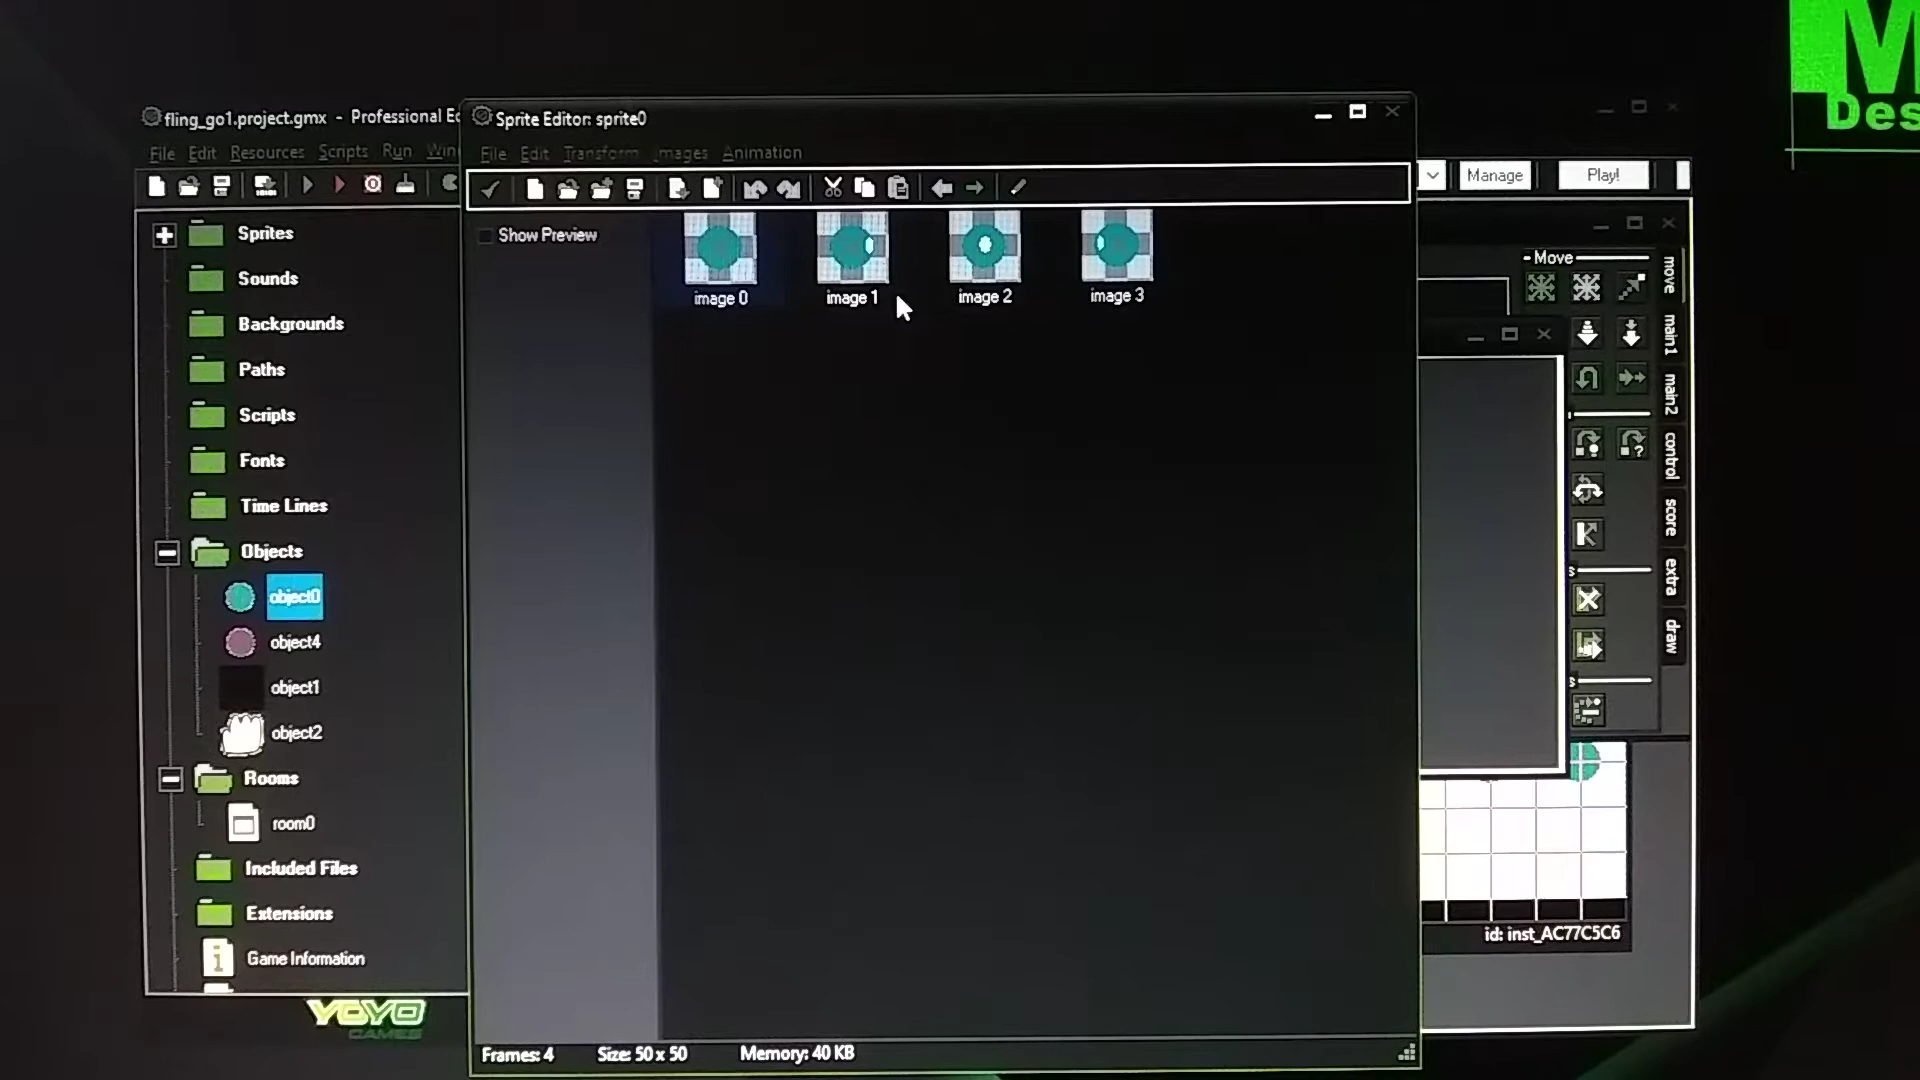 M
Des
fling_go1.project.gmx - Professional Ed
Sprite Editor: sprite0
File Edit Resources Scripts Run Win
File Edit Transform Images Animation
Manage
Play!
Show Preview
image 0
image 1
image 2
image 3
Sprites
Sounds
Backgrounds
Paths
Scripts
Fonts
Time Lines
Objects
object0
object4
object1
object2
Rooms
room0
Included Files
Extensions
Game Information
Move
move
main1
main2
control
score
extra
draw
s
s
id: inst_AC77C5C6
YOYO
GAMES
Frames: 4
Size: 50 x 50
Memory: 40 KB